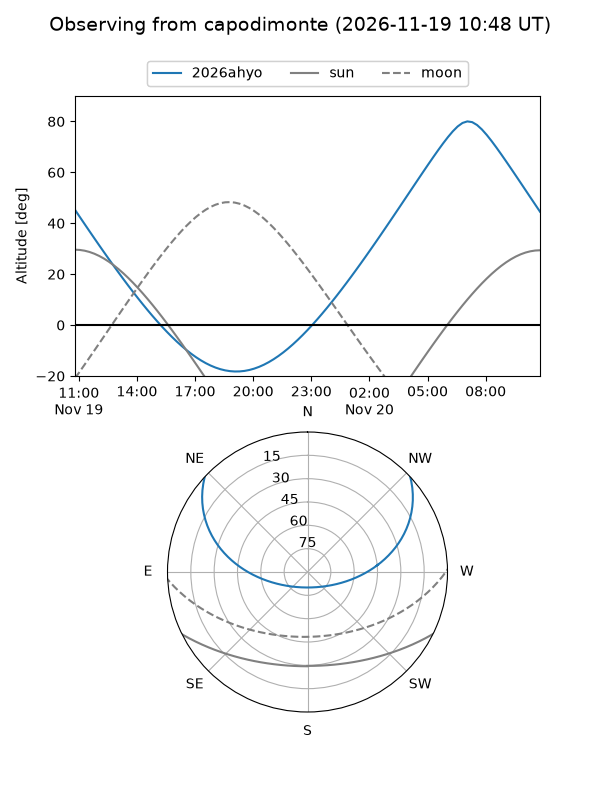 Observing from capodimonte (2026-11-19 10:48 UT)
2026ahyo sun moon
Altitude [deg]
80
60
40
20
0
−20
11:00 14:00 17:00 20:00 23:00 02:00 05:00 08:00
Nov 19 Nov 20
N
NE NW
15
30
45
60
75
E W
SE SW
S